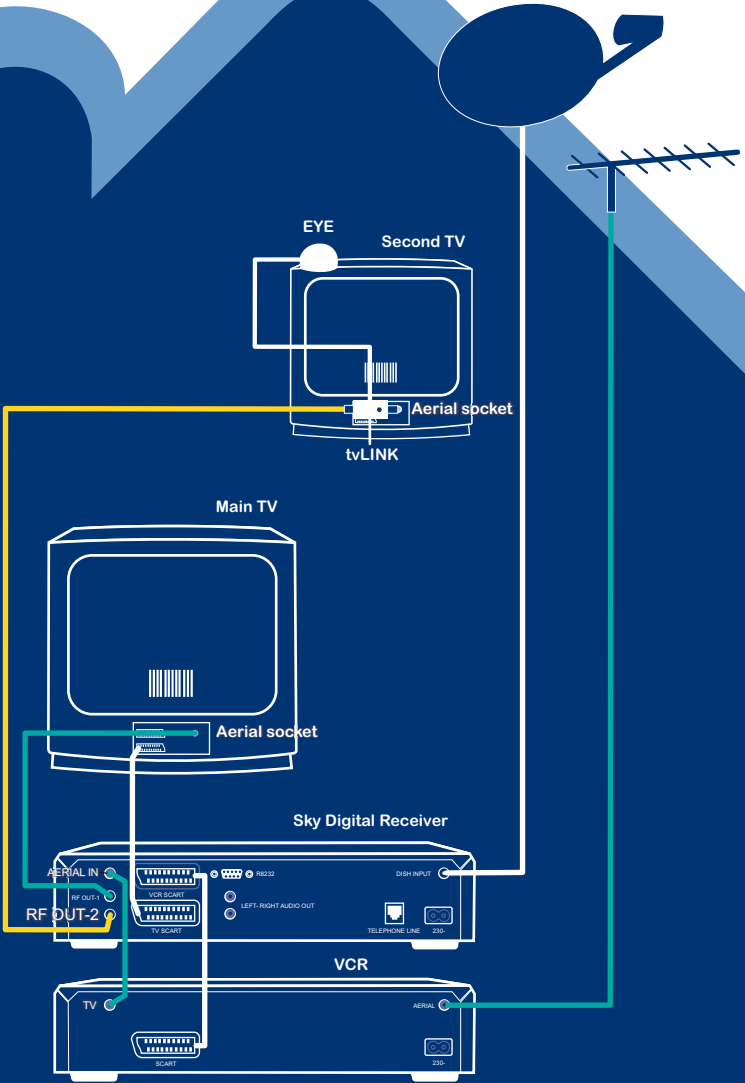 EYE
Second TV
Aerial socket
tvLINK
Main TV
Aerial socket
Sky Digital Receiver
AERIAL IN
R8232
DISH INPUT
VCR SCART
RF OUT-1
LEFT- RIGHT AUDIO OUT
RF OUT-2
TV SCART
TELEPHONE LINE
230-
VCR
TV
AERIAL
SCART
230-